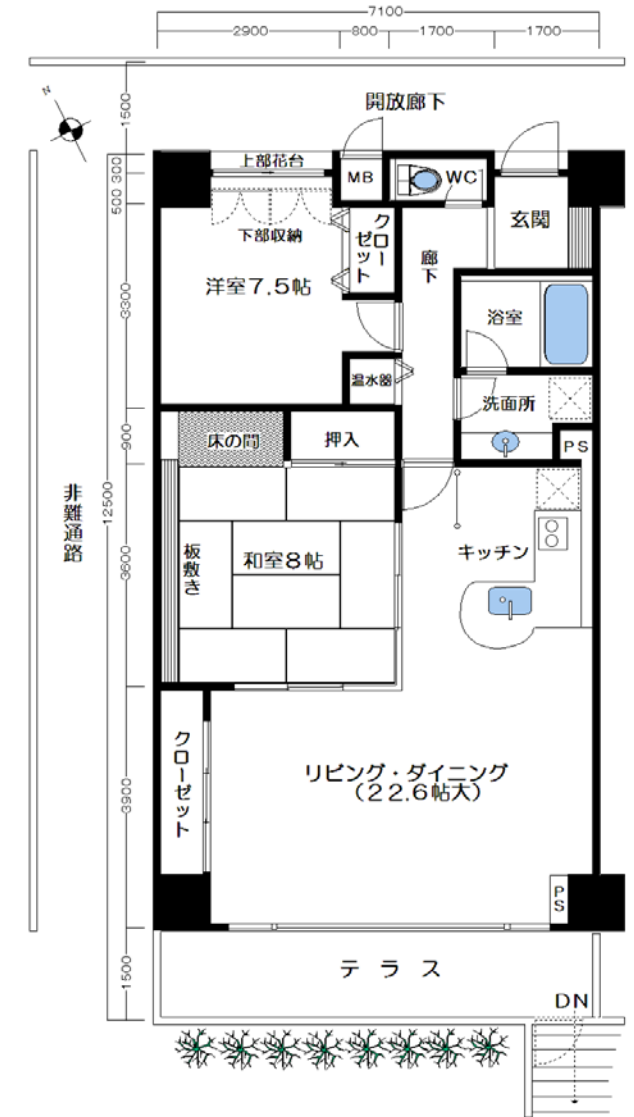 7100
2900
800
1700
1700
N
1500
開放廊下
300
上部花台
MB
WC
500
玄関
クローゼット
下部収納
廊下
洋室7.5帖
3300
浴室
温水器
洗面所
900
床の間
押入
PS
12500
非難通路
3600
板敷き
和室8帖
キッチン
クローゼット
リビング・ダイニング
(22.6帖大)
3900
PS
テラス
1500
DN